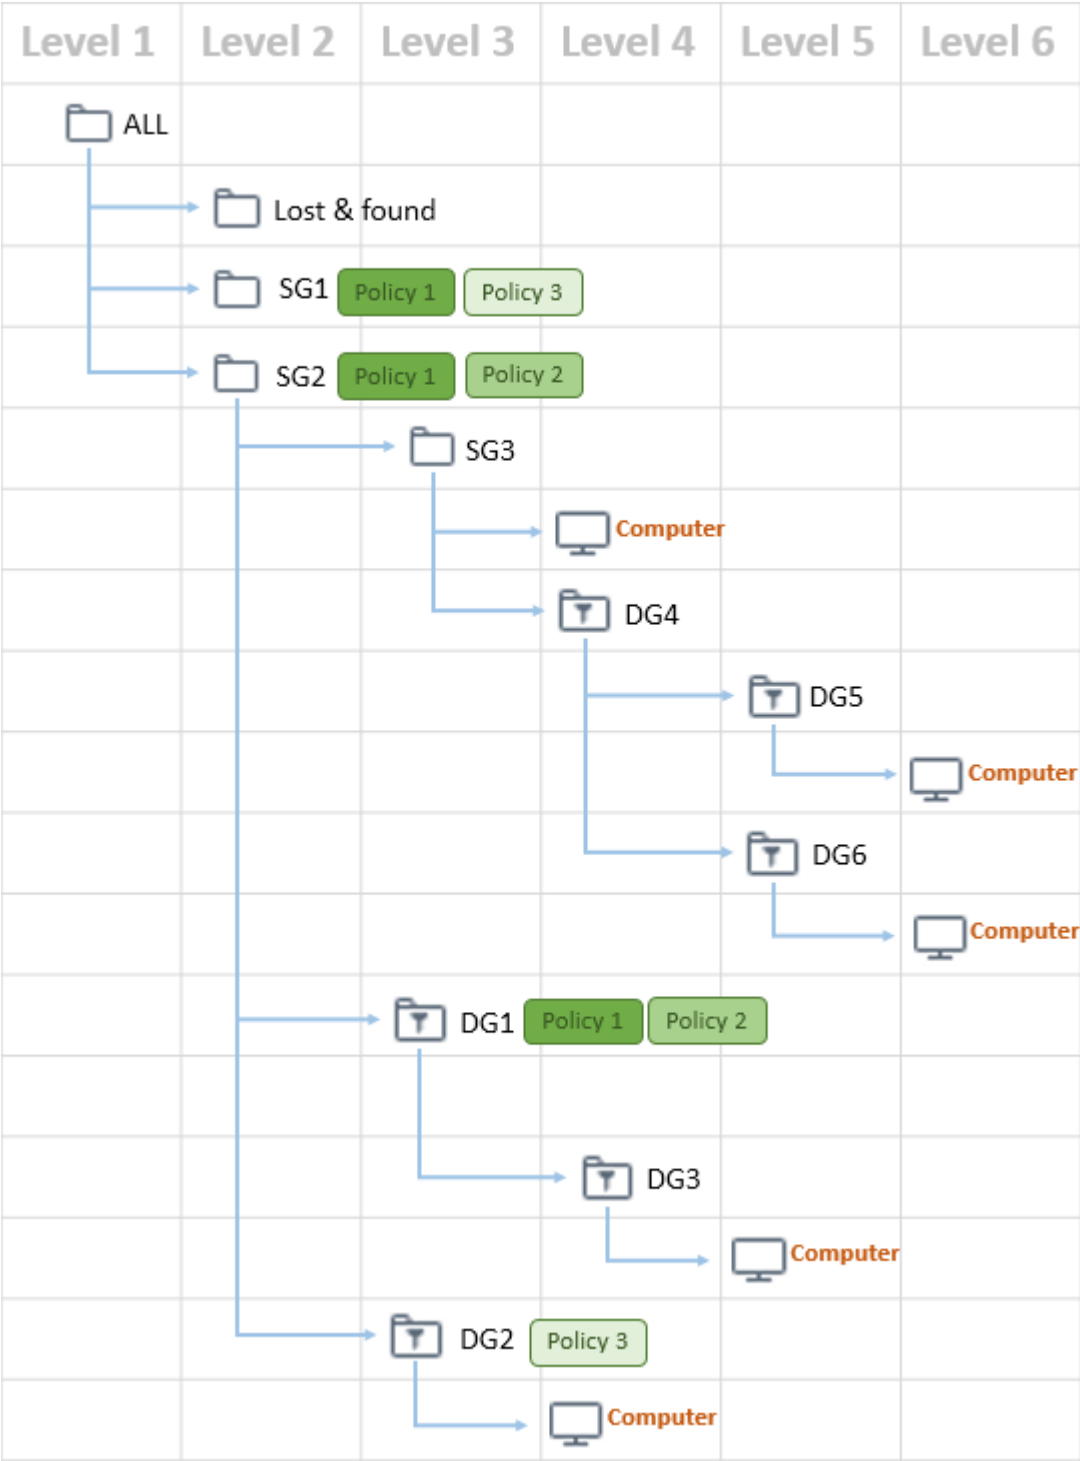 Level 1 Level 2 Level 3 Level 4 Level 5 Level 6
ALL
Lost & found
SG1 Policy 1 Policy 3
SG2 Policy 1 Policy 2
SG3
Computer
DG4
DG5
Computer
DG6
Computer
DG1 Policy 1 Policy 2
DG3
Computer
DG2 Policy 3
Computer